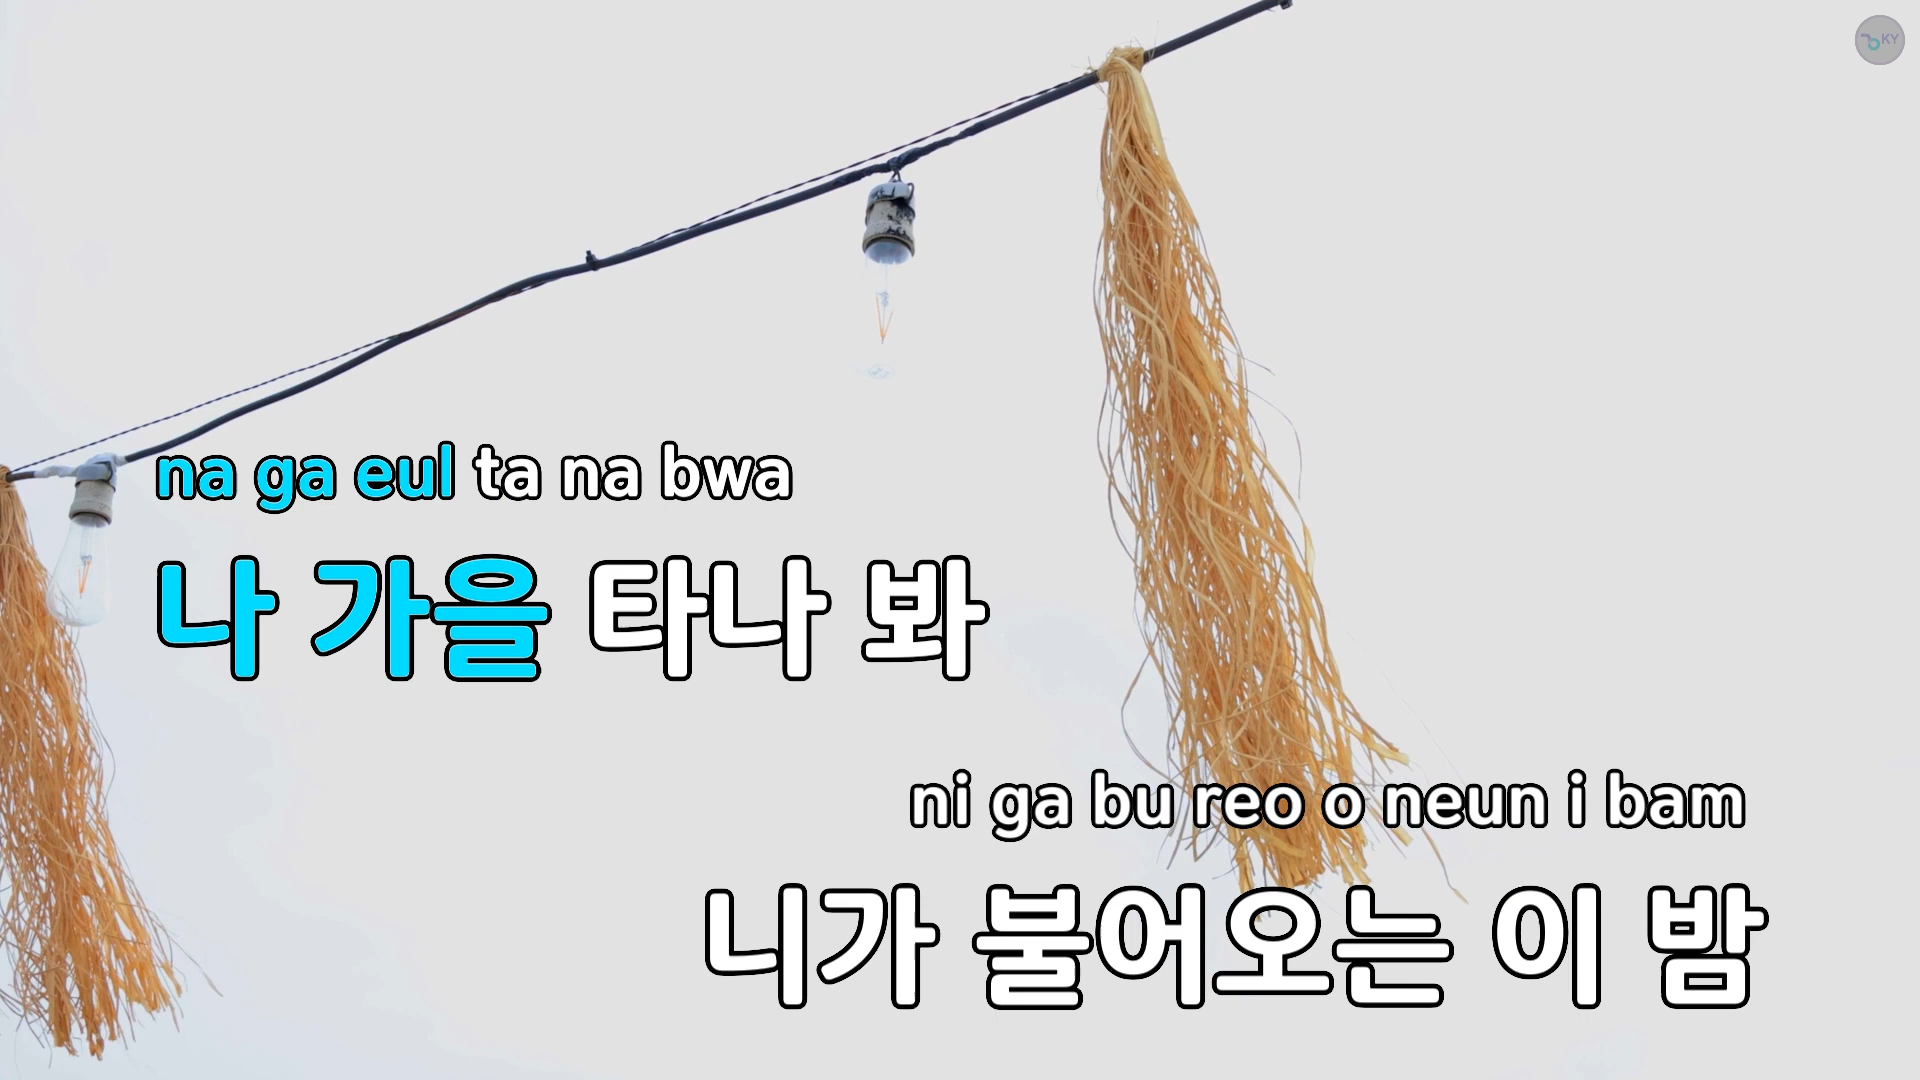 KY
na ga eul ta na bwa
나 가을 타나 봐
ni ga bu reo o neun i bam
니가 불어오는 이 밤